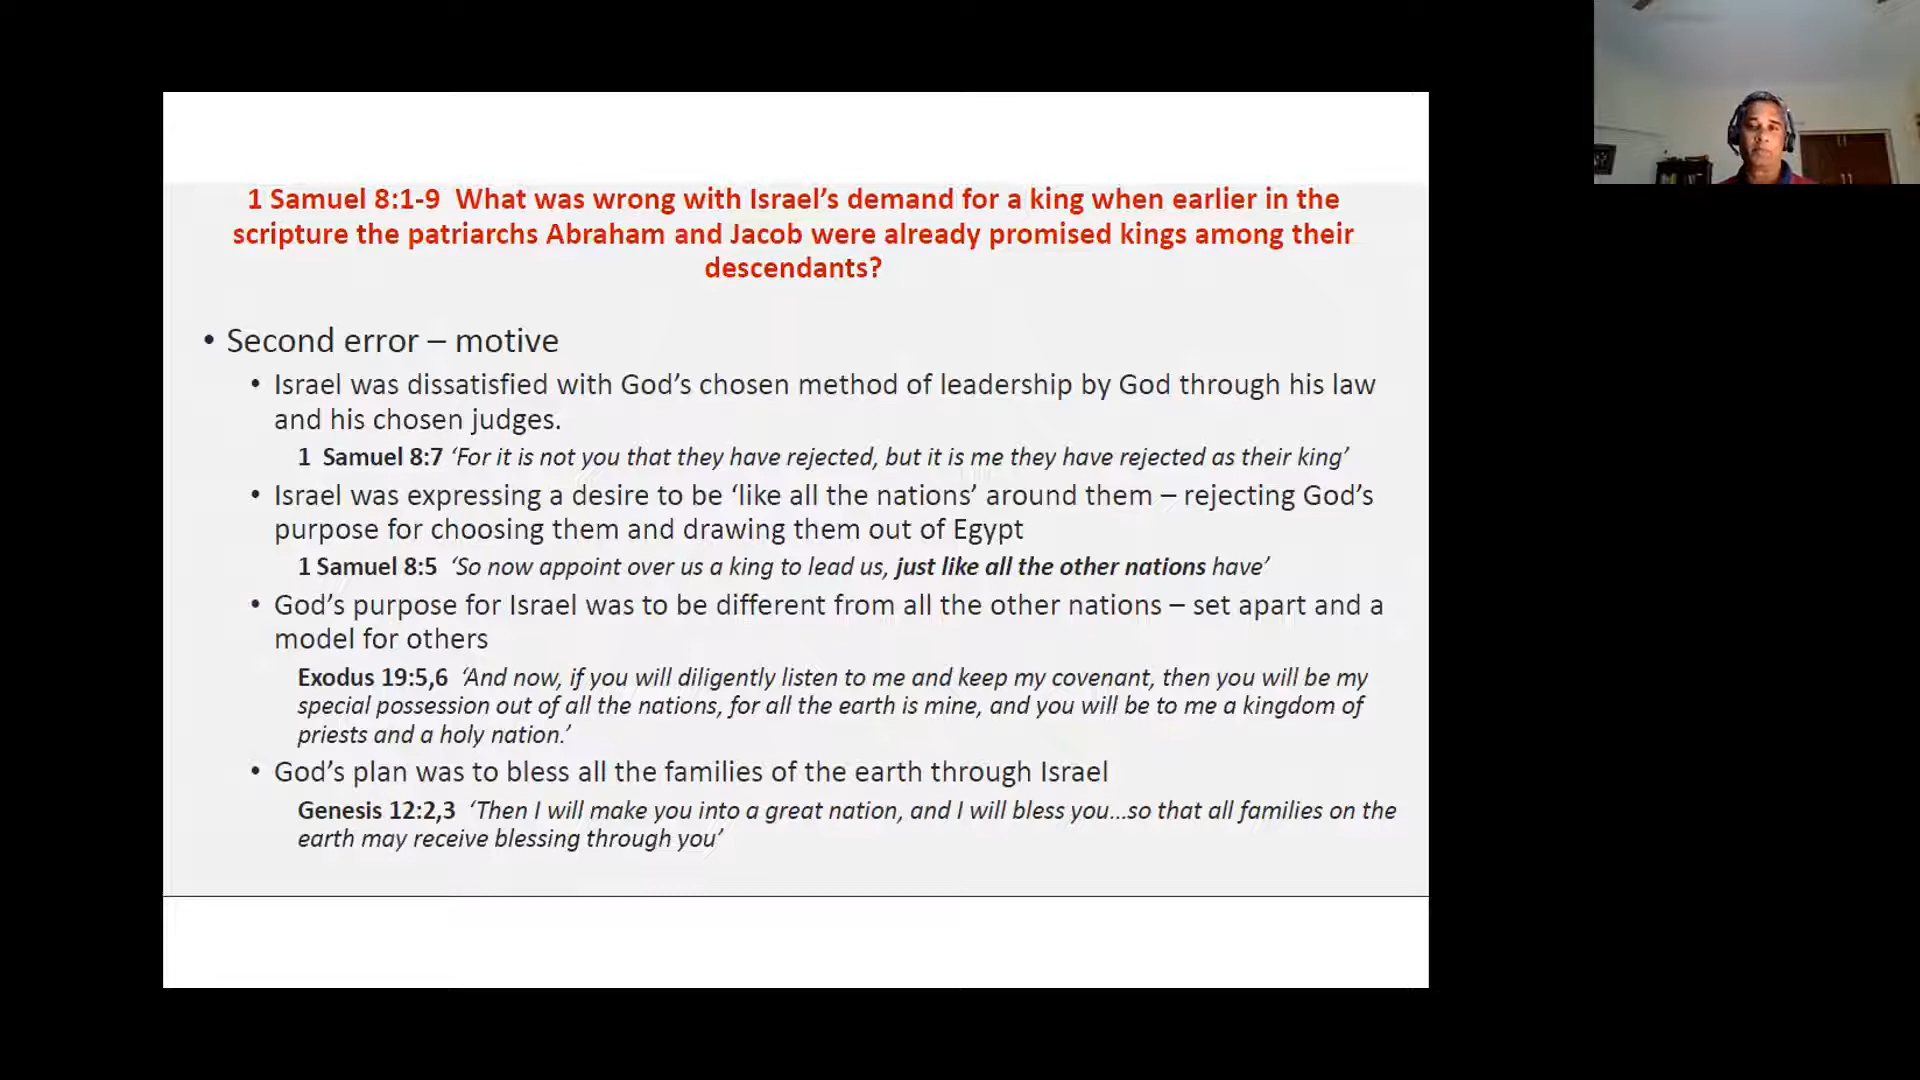 1 Samuel 8:1-9  What was wrong with Israel’s demand for a king when earlier in the
scripture the patriarchs Abraham and Jacob were already promised kings among their
descendants?
• Second error – motive
• Israel was dissatisfied with God’s chosen method of leadership by God through his law
and his chosen judges.
1  Samuel 8:7 ‘For it is not you that they have rejected, but it is me they have rejected as their king’
• Israel was expressing a desire to be ‘like all the nations’ around them – rejecting God’s
purpose for choosing them and drawing them out of Egypt
1 Samuel 8:5  ‘So now appoint over us a king to lead us, just like all the other nations have’
• God’s purpose for Israel was to be different from all the other nations – set apart and a
model for others
Exodus 19:5,6  ‘And now, if you will diligently listen to me and keep my covenant, then you will be my
special possession out of all the nations, for all the earth is mine, and you will be to me a kingdom of
priests and a holy nation.’
• God’s plan was to bless all the families of the earth through Israel
Genesis 12:2,3  ‘Then I will make you into a great nation, and I will bless you...so that all families on the
earth may receive blessing through you’